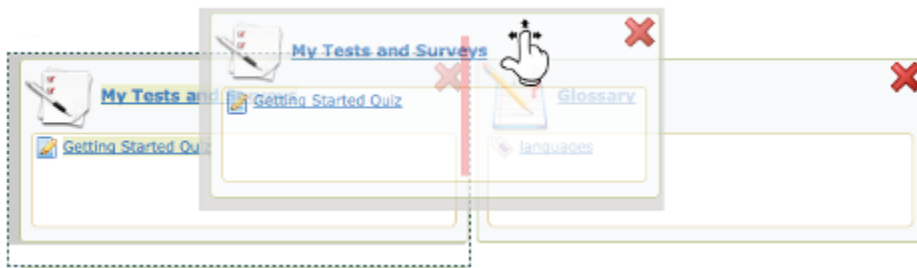 My Tests and Surveys
Getting Started Quiz
My Tests and
Getting Started Quiz
Glossary
languages